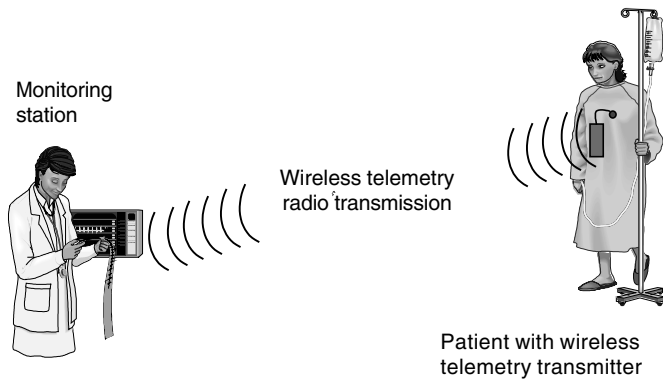 Monitoring
station
Wireless telemetry
radio transmission
Patient with wireless
telemetry transmitter